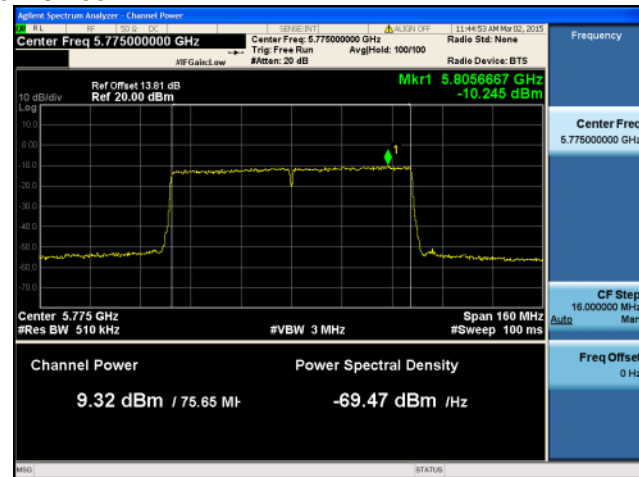 Agilent Spectrum Analyzer - Channel Power
RL RF 50 Ω DC SENSE:INT ALIGN OFF 11:44:53 AM Mar 02, 2015
Center Freq 5.775000000 GHz
Center Freq: 5.775000000 GHz
Radio Std: None
Trig: Free Run Avg|Hold: 100/100
#IFGain:Low #Atten: 20 dB Radio Device: BTS
Frequency
Ref Offset 13.81 dB
10 dB/div Ref 20.00 dBm
Mkr1 5.8056667 GHz
-10.245 dBm
Log
10.0
0.00
-10.0
-20.0
-30.0
-40.0
-50.0
-60.0
-70.0
1
Center 5.775 GHz Span 160 MHz
#Res BW 510 kHz #VBW 3 MHz #Sweep 100 ms
Channel Power Power Spectral Density
9.32 dBm / 75.65 MH -69.47 dBm /Hz
Center Freq
5.775000000 GHz
CF Step
16.000000 MHz
Auto Man
Freq Offset
0 Hz
MSG STATUS